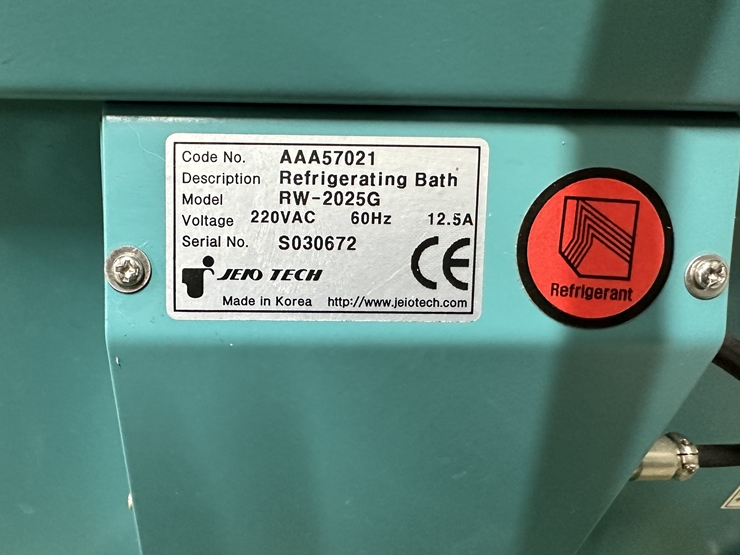 Code No. AAA57021
Description Refrigerating Bath
Model RW-2025G
Voltage 220VAC 60Hz 12.5A
Serial No. S030672
CE
JEIO TECH
Made in Korea http://www.jeiotech.com
Refrigerant